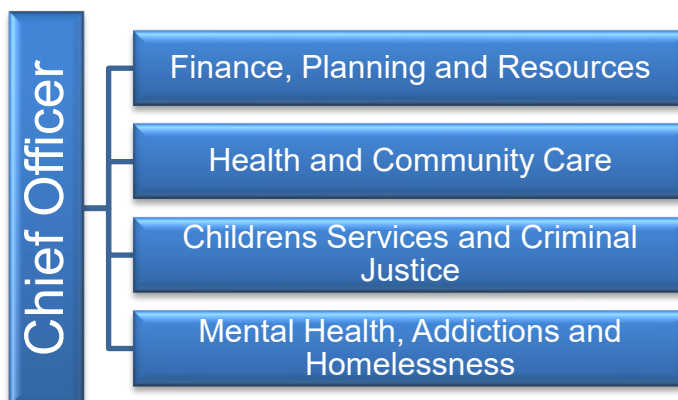 Chief Officer
Finance, Planning and Resources
Health and Community Care
Childrens Services and Criminal
Justice
Mental Health, Addictions and
Homelessness